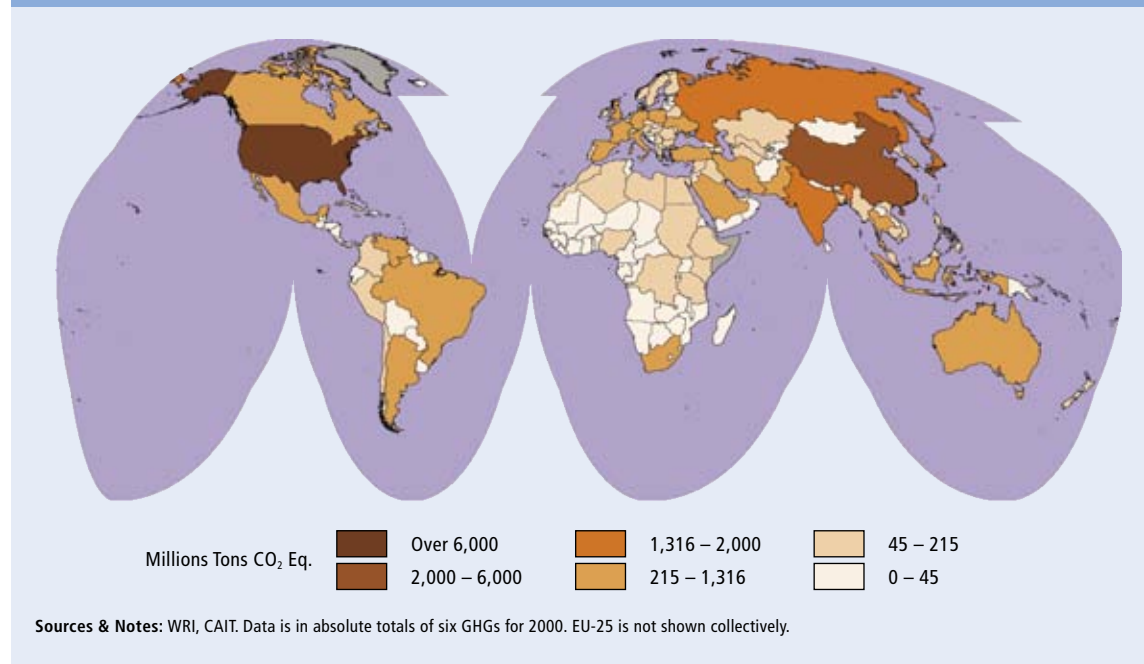 Millions Tons CO₂ Eq.
Over 6,000
2,000 – 6,000
1,316 – 2,000
215 – 1,316
45 – 215
0 – 45
Sources & Notes: WRI, CAIT. Data is in absolute totals of six GHGs for 2000. EU-25 is not shown collectively.